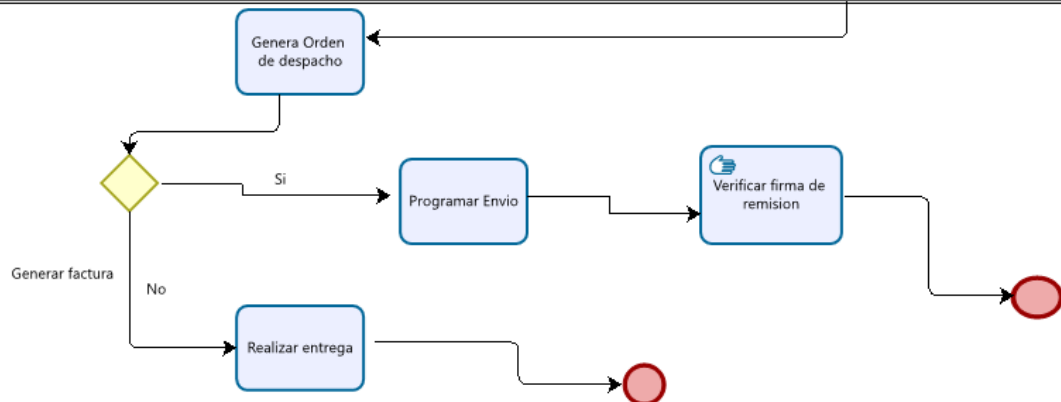 Genera Orden
de despacho
Si
Programar Envio
Verificar firma de
remision
Generar factura
No
Realizar entrega